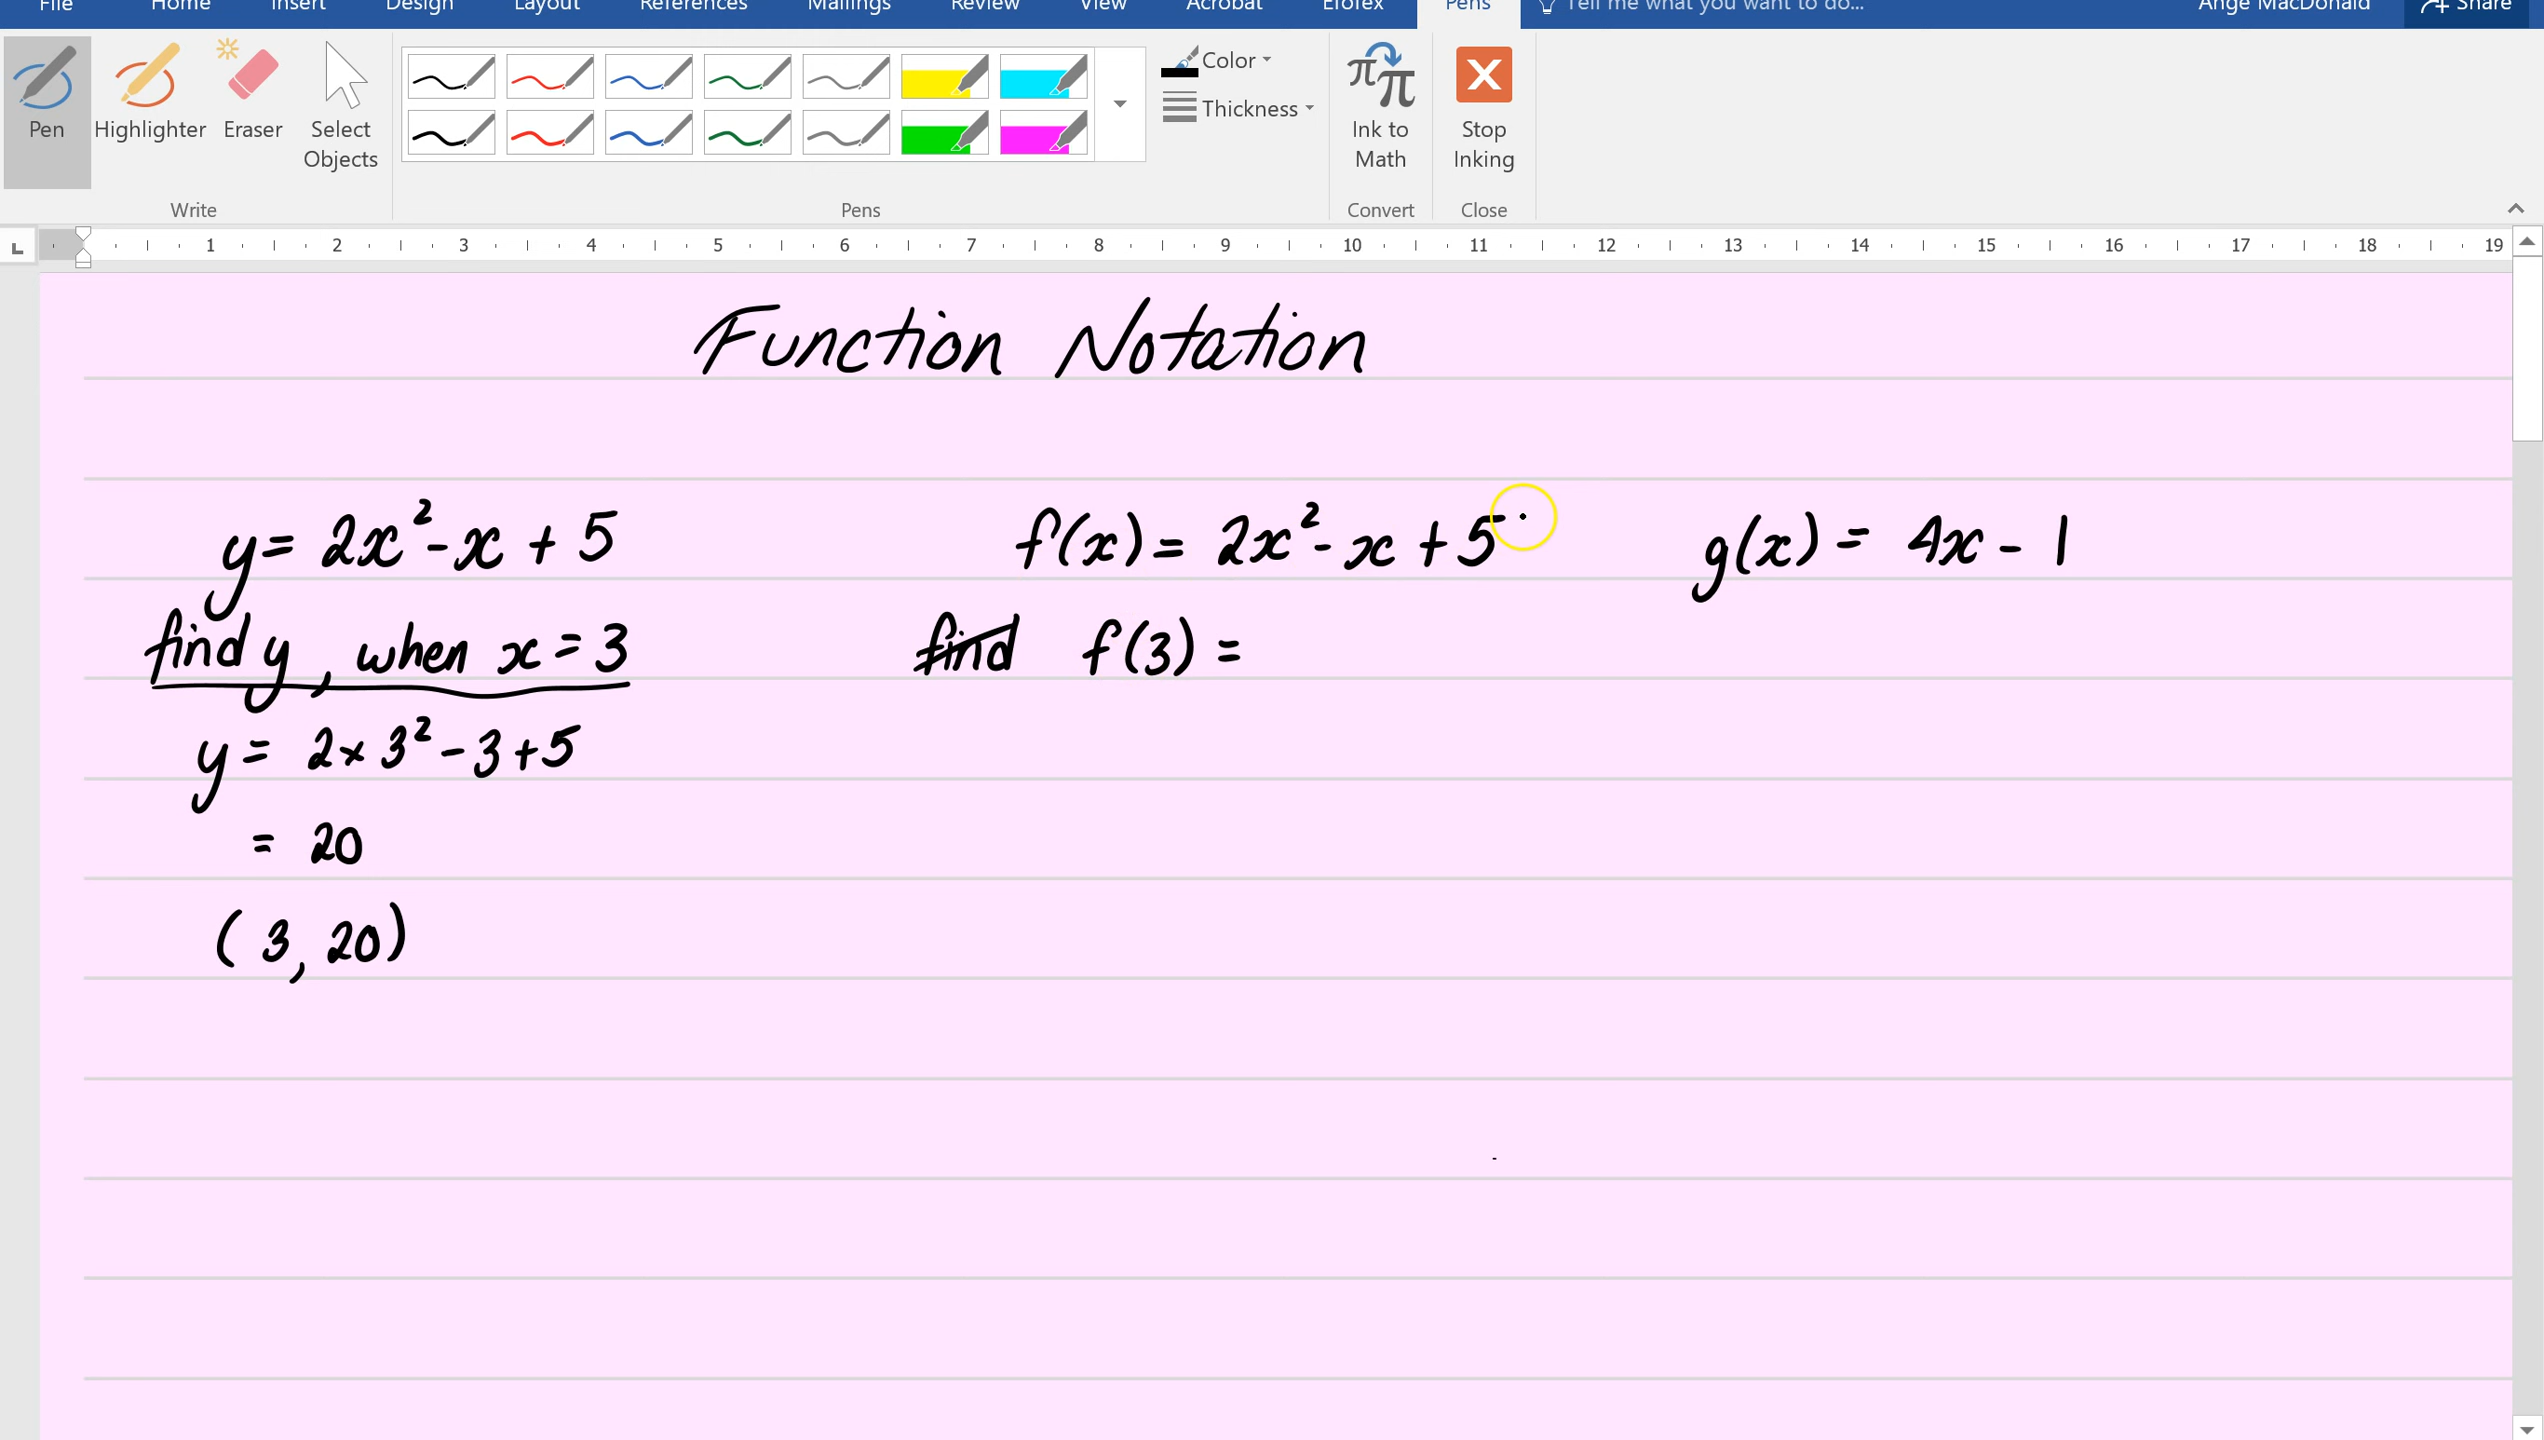 File Home Insert Design Layout References Mailings Review View Acrobat Efofex Pens Tell me what you want to do... Ange MacDonald Share
Pen Highlighter Eraser Select Objects
Color
Thickness
Ink to Math
Stop Inking
Write Pens Convert Close
L 1 2 3 4 5 6 7 8 9 10 11 12 13 14 15 16 17 18 19
Function Notation
y = 2x² - x + 5 f(x) = 2x² - x + 5 g(x) = 4x - 1
find y, when x = 3 find f(3) =
y = 2 × 3² - 3 + 5
= 20
(3, 20)